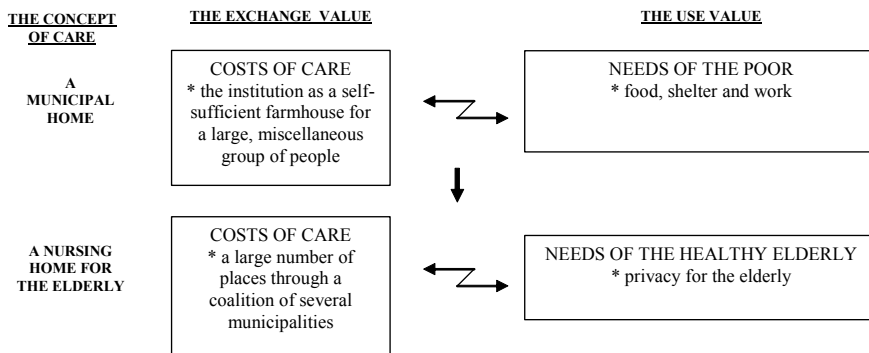 THE CONCEPT
OF CARE
THE EXCHANGE VALUE
THE USE VALUE
A
MUNICIPAL
HOME
COSTS OF CARE
* the institution as a self-
sufficient farmhouse for
a large, miscellaneous
group of people
NEEDS OF THE POOR
* food, shelter and work
A NURSING
HOME FOR
THE ELDERLY
COSTS OF CARE
* a large number of
places through a
coalition of several
municipalities
NEEDS OF THE HEALTHY ELDERLY
* privacy for the elderly